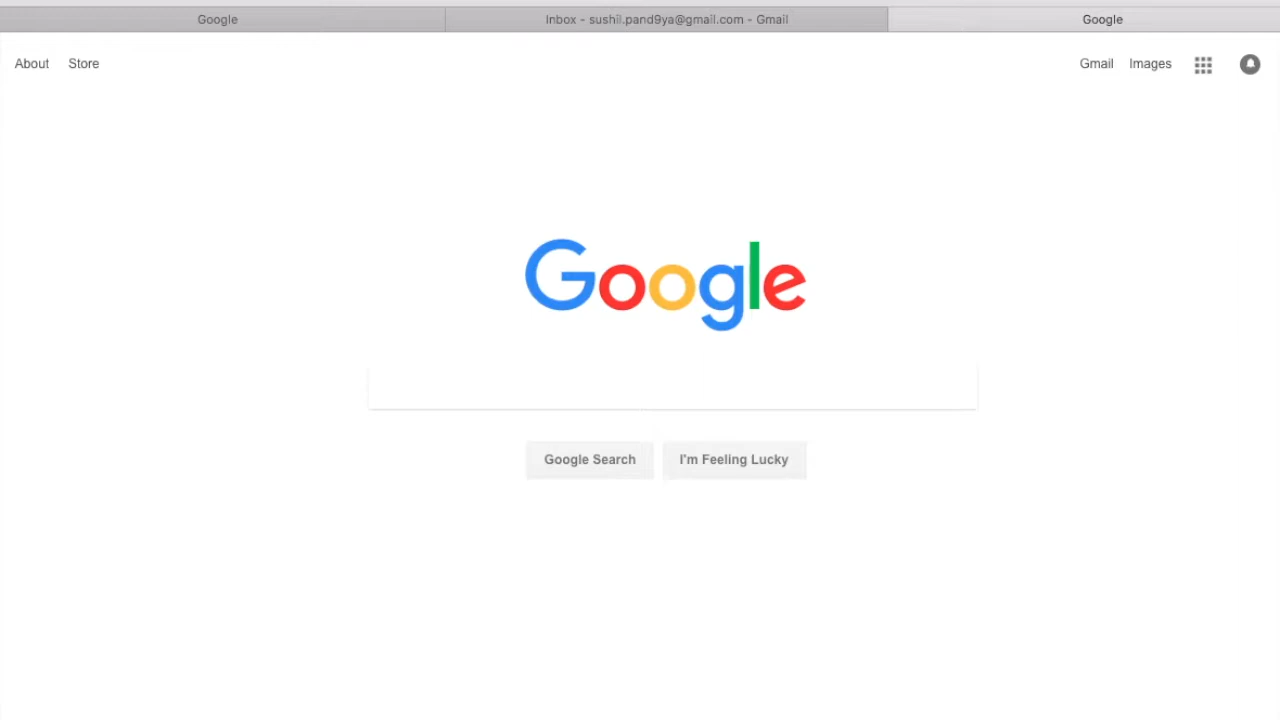 Google
Inbox - sushil.pand9ya@gmail.com - Gmail
Google
About
Store
Gmail
Images
Google
Google Search
I'm Feeling Lucky